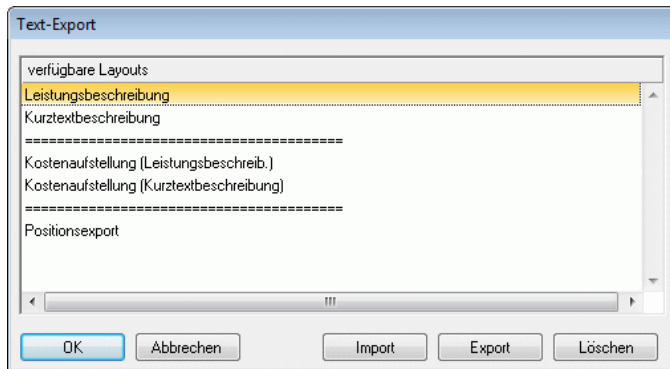 Text-Export
verfügbare Layouts
Leistungsbeschreibung
Kurztextbeschreibung
========================================
Kostenaufstellung (Leistungsbeschreib.)
Kostenaufstellung (Kurztextbeschreibung)
========================================
Positionsexport
OK Abbrechen Import Export Löschen